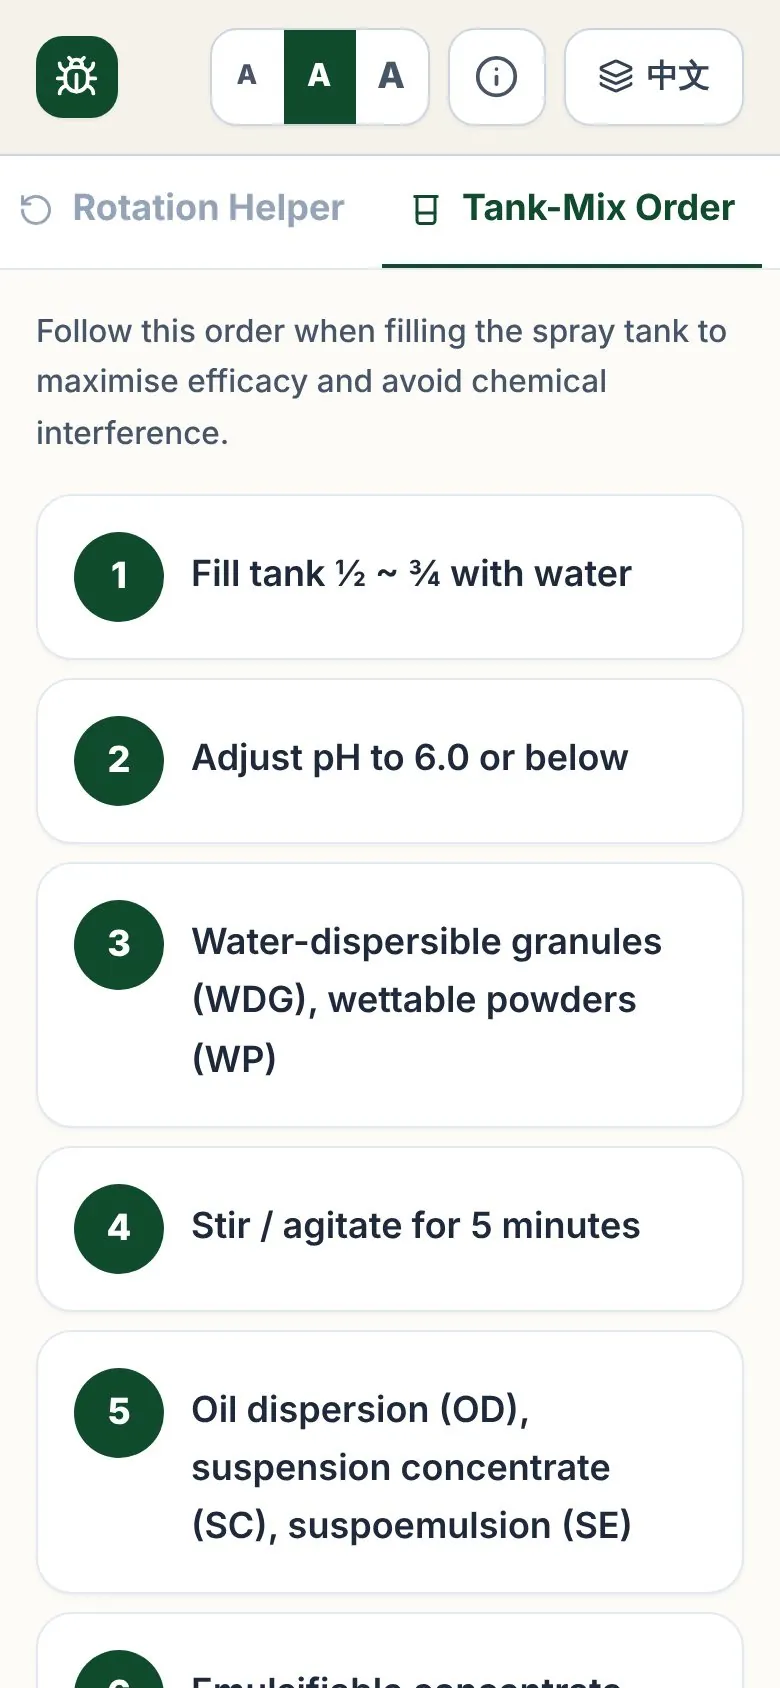 A A A 中文
Rotation Helper Tank-Mix Order
Follow this order when filling the spray tank to
maximise efficacy and avoid chemical
interference.
1 Fill tank ½ ~ ¾ with water
2 Adjust pH to 6.0 or below
3 Water-dispersible granules
(WDG), wettable powders
(WP)
4 Stir / agitate for 5 minutes
5 Oil dispersion (OD),
suspension concentrate
(SC), suspoemulsion (SE)
6 Emulsifiable concentrate